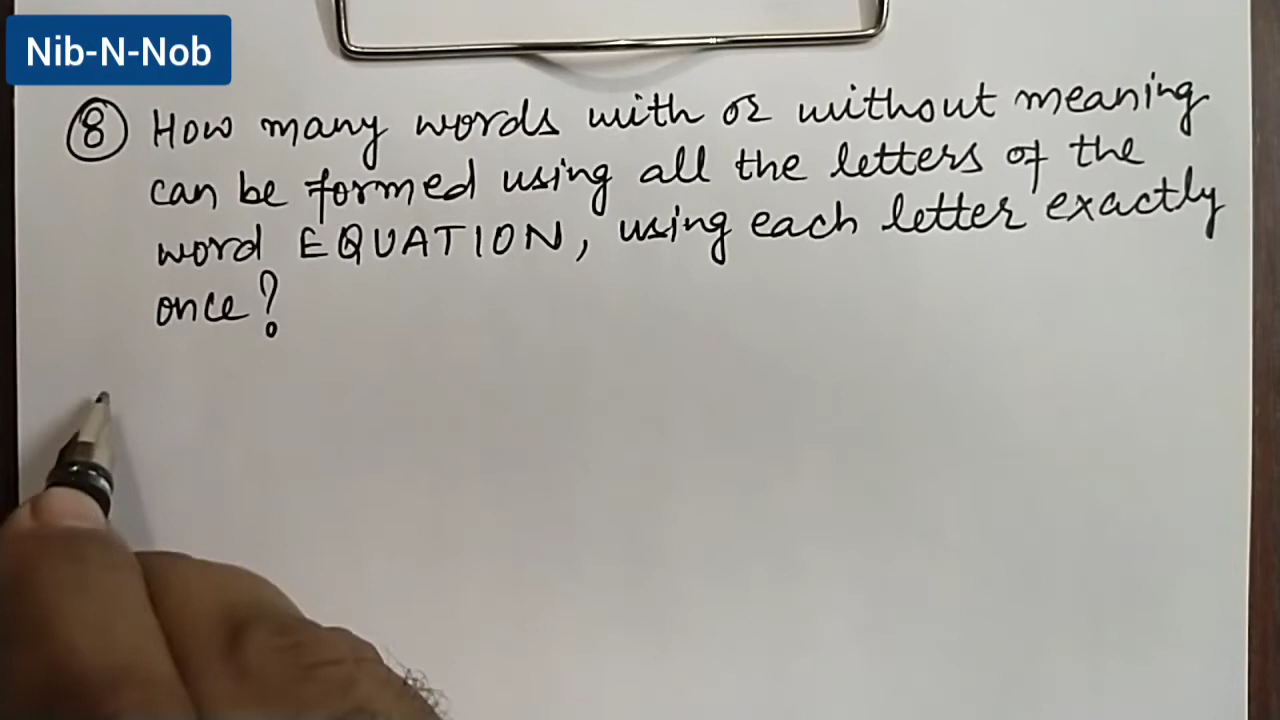 Nib-N-Nob
8 How many words with or without meaning
can be formed using all the letters of the
word EQUATION, using each letter exactly
once?